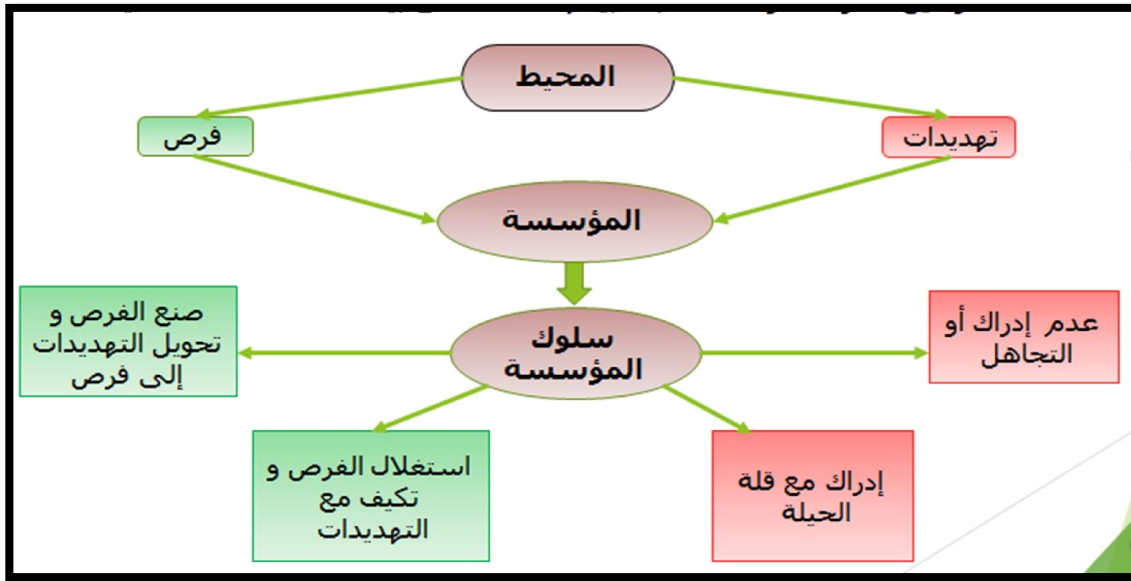 المحيط
تهديدات
فرص
المؤسسة
سلوك
المؤسسة
عدم إدراك أو
التجاهل
صنع الفرص و
تحويل التهديدات
إلى فرص
إدراك مع قلة
الحيلة
استغلال الفرص و
تكيف مع
التهديدات